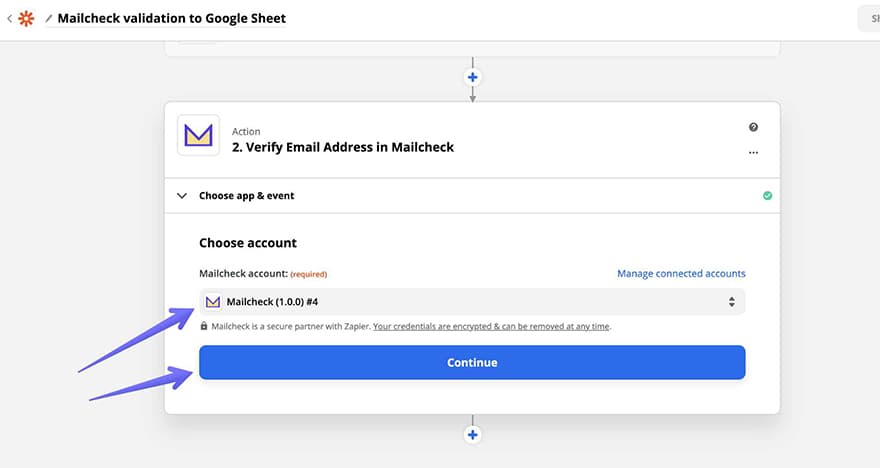 Mailcheck validation to Google Sheet
Action
2. Verify Email Address in Mailcheck
...
Choose app & event
Choose account
Mailcheck account: (required)
Manage connected accounts
Mailcheck (1.0.0) #4
Mailcheck is a secure partner with Zapier. Your credentials are encrypted & can be removed at any time.
Continue